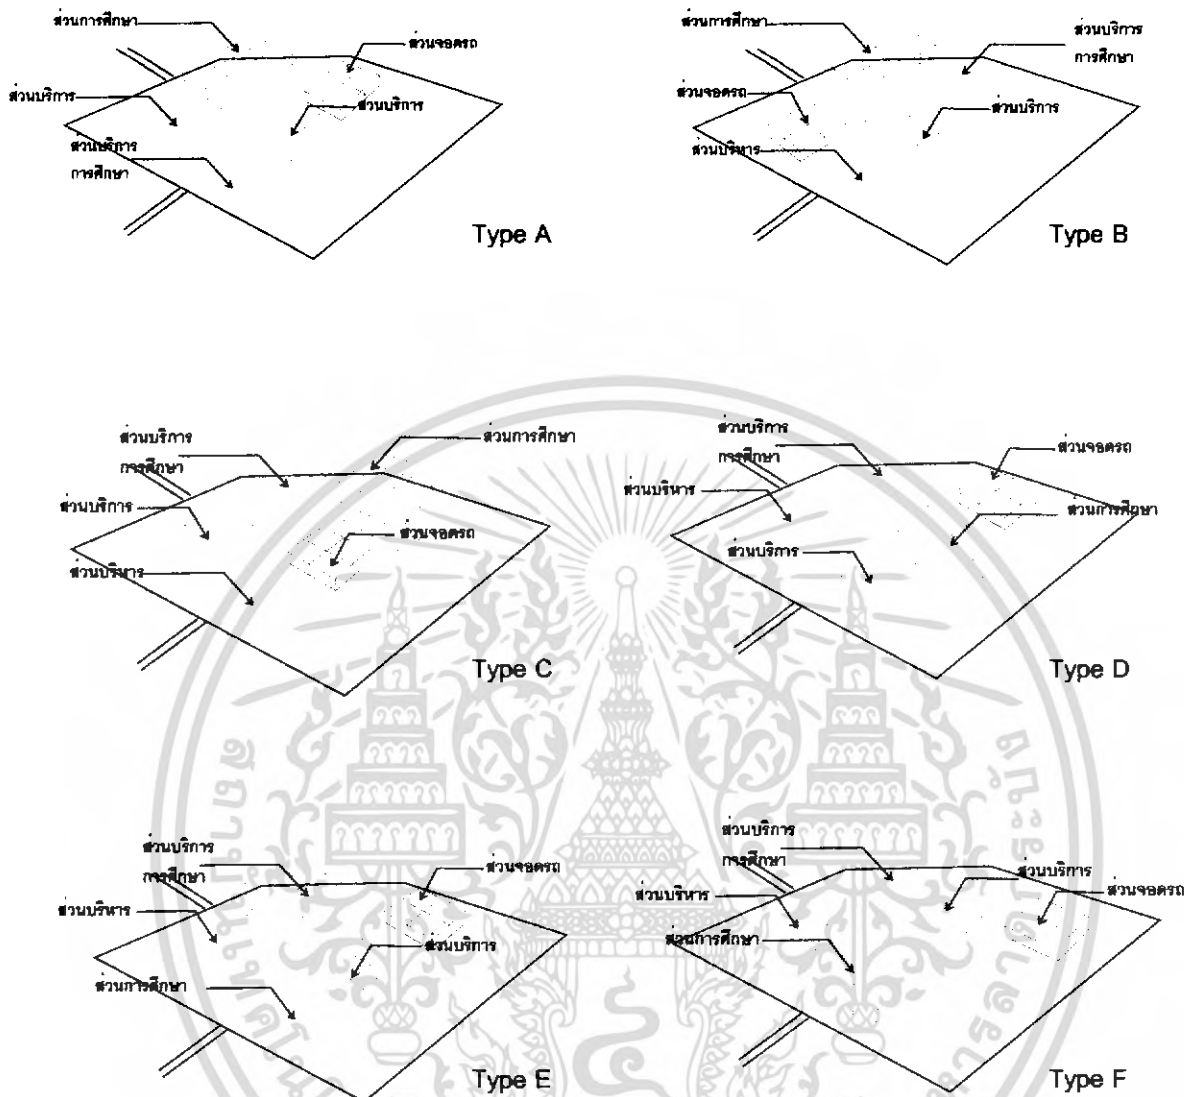 ส่วนการศึกษา
ส่วนจอดรถ
ส่วนบริการ
ส่วนบริการ
ส่วนบริการ
การศึกษา
Type A
ส่วนการศึกษา
ส่วนบริการ
การศึกษา
ส่วนจอดรถ
ส่วนบริการ
ส่วนบริหาร
Type B
ส่วนบริการ
การศึกษา
ส่วนการศึกษา
ส่วนบริการ
ส่วนจอดรถ
ส่วนบริหาร
Type C
ส่วนบริการ
การศึกษา
ส่วนจอดรถ
ส่วนบริหาร
ส่วนการศึกษา
ส่วนบริการ
Type D
ส่วนบริการ
การศึกษา
ส่วนจอดรถ
ส่วนบริหาร
ส่วนบริการ
ส่วนการศึกษา
Type E
ส่วนบริการ
การศึกษา
ส่วนบริการ
ส่วนจอดรถ
ส่วนบริหาร
ส่วนการศึกษา
Type F